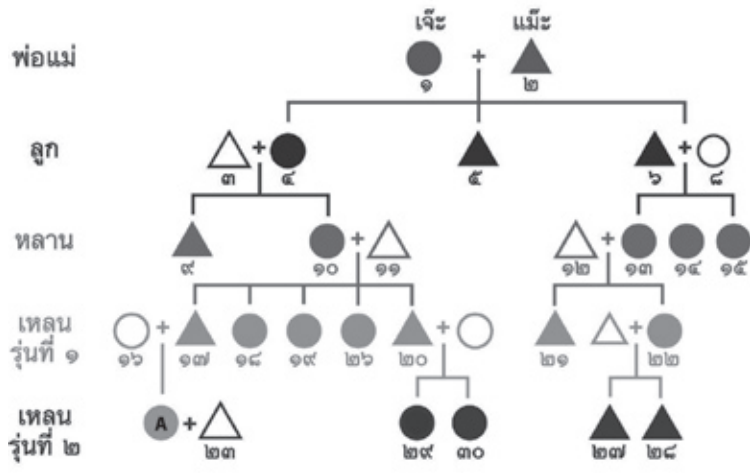 เจ๊ะ แม๊ะ
พ่อแม่ +
๑ ๒
ลูก + +
๓ ๔ ๕ ๖ ๘
หลาน + +
๙ ๑๐ ๑๑ ๑๒ ๑๓ ๑๔ ๑๕
เหลน + + +
รุ่นที่ ๑ ๑๖ ๑๗ ๑๘ ๑๙ ๒๖ ๒๐ ๒๑ ๒๒
เหลน A +
รุ่นที่ ๒ ๒๓ ๒๙ ๓๐ ๒๗ ๒๘